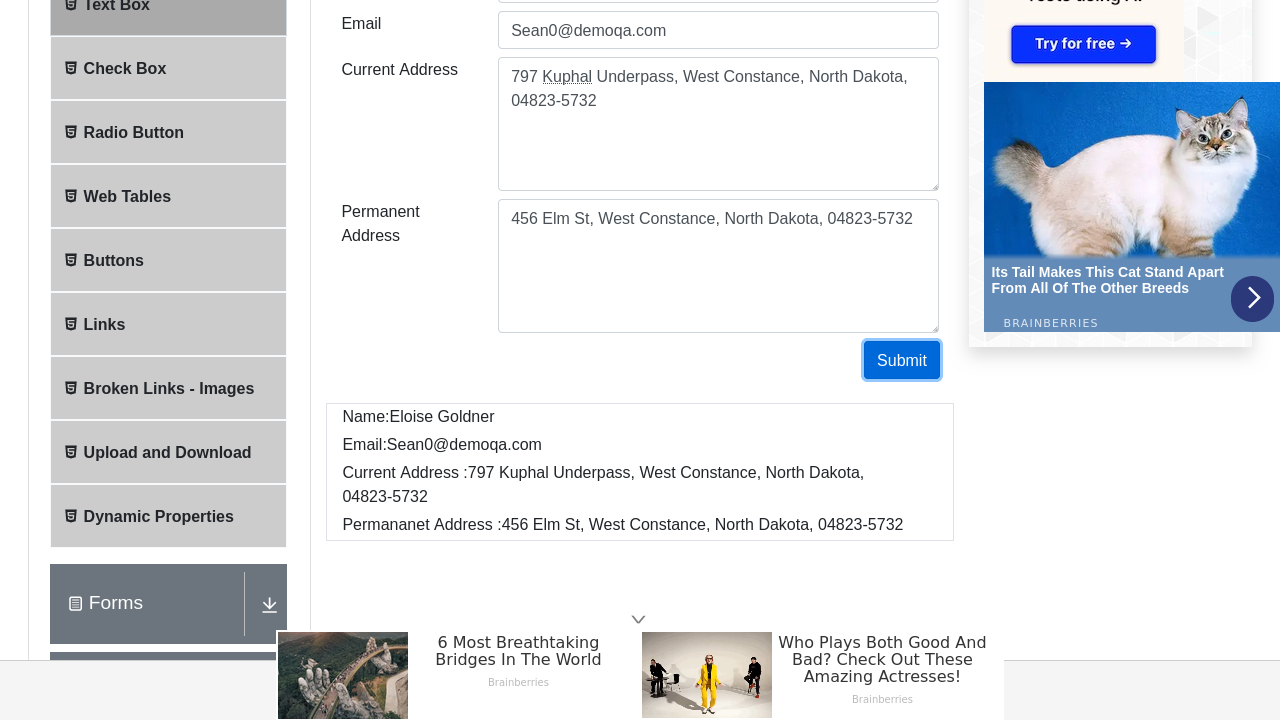 Text Box
Check Box
Radio Button
Web Tables
Buttons
Links
Broken Links - Images
Upload and Download
Dynamic Properties
Forms
Email
Sean0@demoqa.com
Current Address
797 Kuphal Underpass, West Constance, North Dakota,
04823-5732
Permanent
Address
456 Elm St, West Constance, North Dakota, 04823-5732
Submit
Name:Eloise Goldner
Email:Sean0@demoqa.com
Current Address :797 Kuphal Underpass, West Constance, North Dakota,
04823-5732
Permananet Address :456 Elm St, West Constance, North Dakota, 04823-5732
Try for free →
Its Tail Makes This Cat Stand Apart
From All Of The Other Breeds
BRAINBERRIES
6 Most Breathtaking
Bridges In The World
Brainberries
Who Plays Both Good And
Bad? Check Out These
Amazing Actresses!
Brainberries